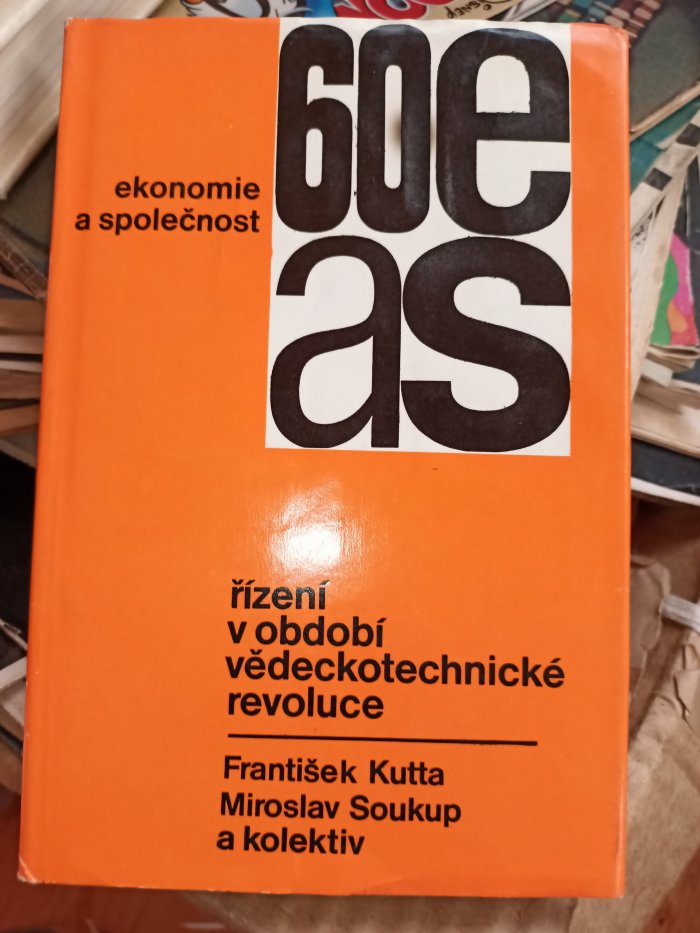 60e
as
ekonomie
a společnost
řízení
v období
vědeckotechnické
revoluce
František Kutta
Miroslav Soukup
a kolektiv